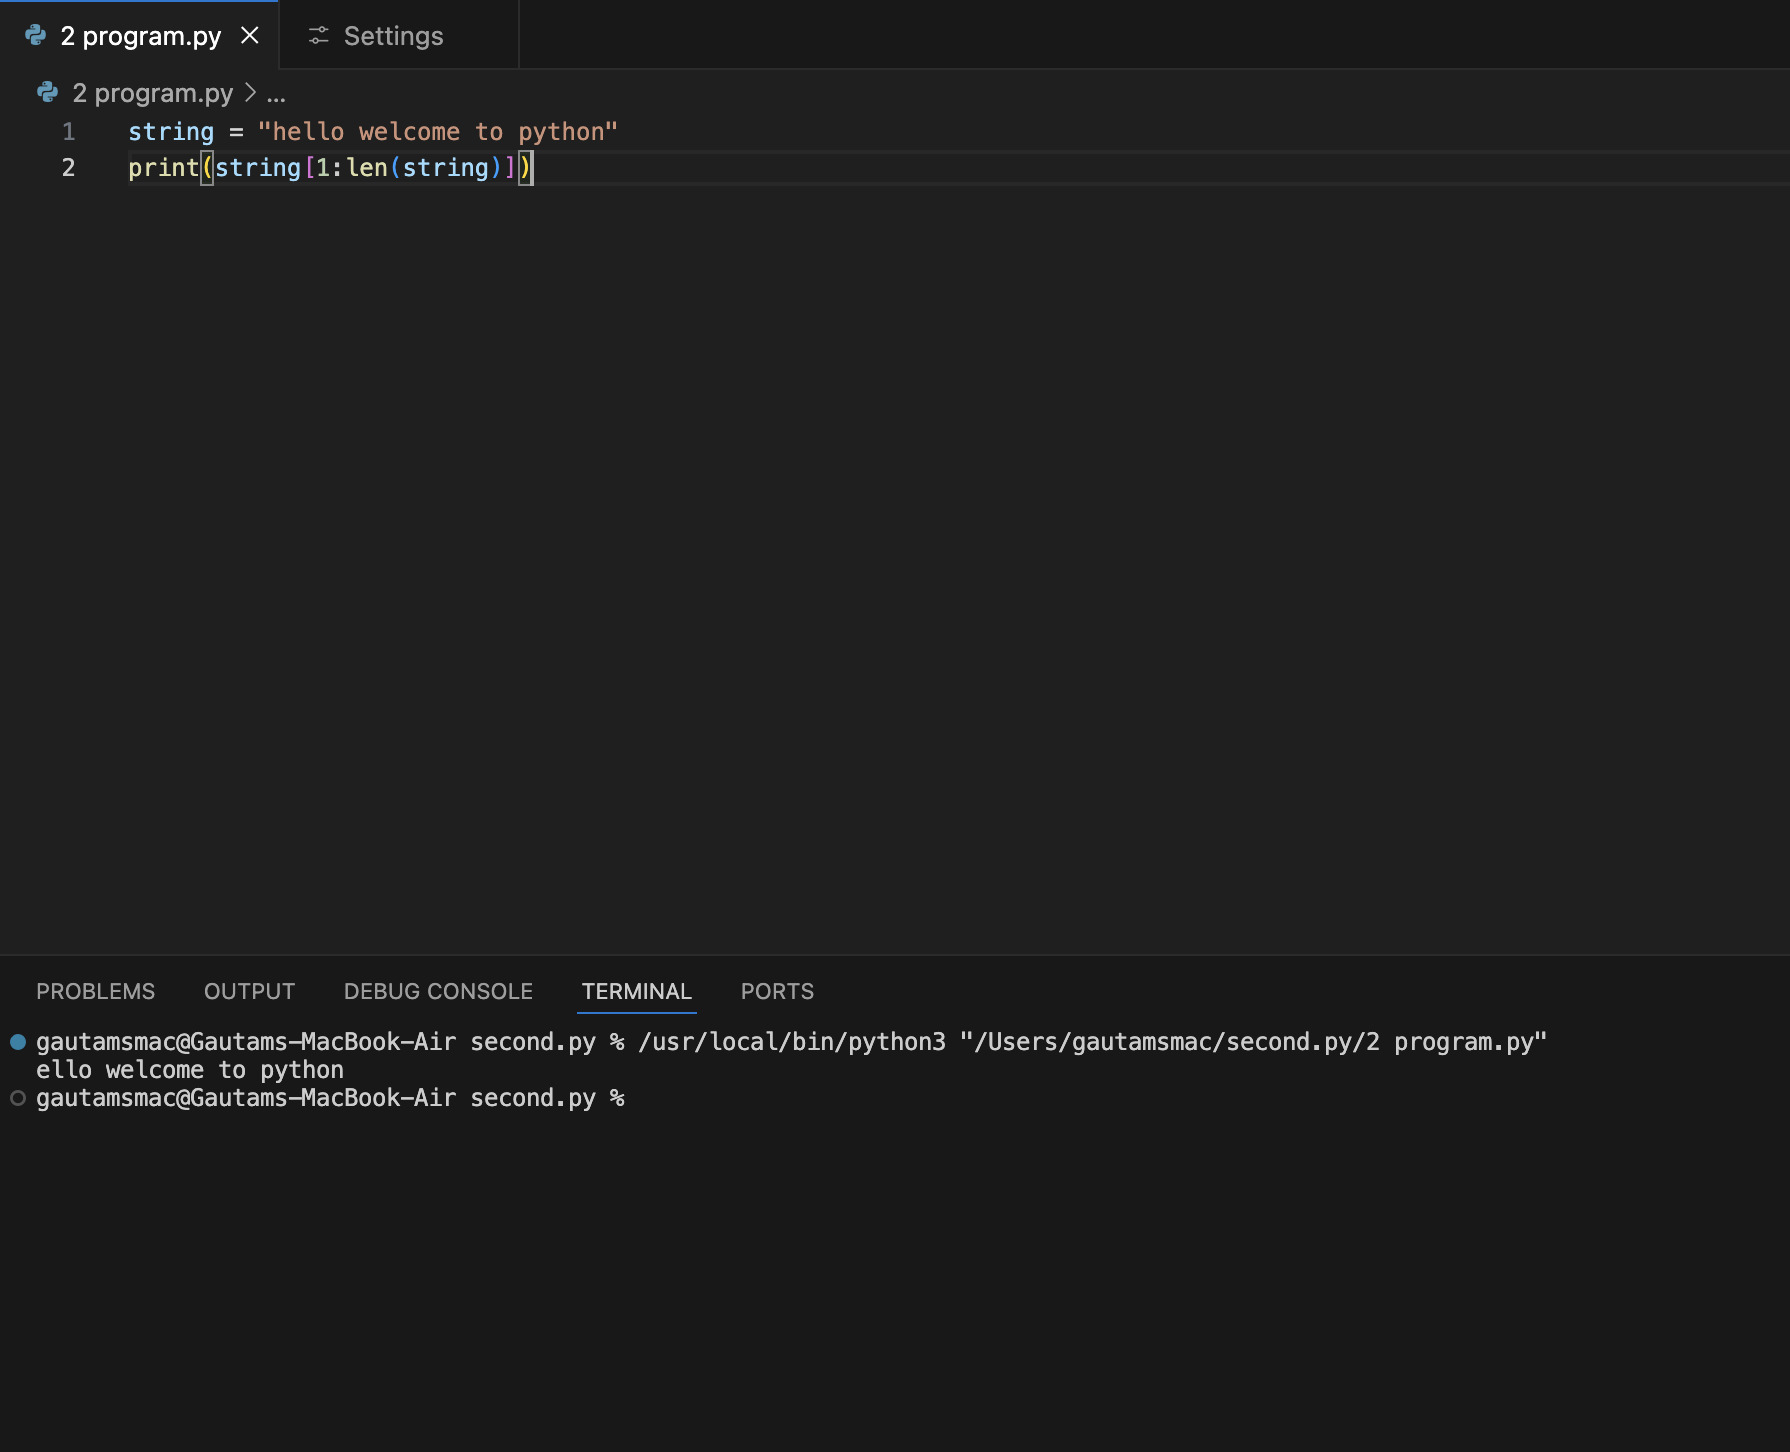 2 program.py Settings
2 program.py > ...
1 string = "hello welcome to python"
2 print(string[1:len(string)])
PROBLEMS OUTPUT DEBUG CONSOLE TERMINAL PORTS
gautamsmac@Gautams-MacBook-Air second.py % /usr/local/bin/python3 "/Users/gautamsmac/second.py/2 program.py"
ello welcome to python
gautamsmac@Gautams-MacBook-Air second.py %